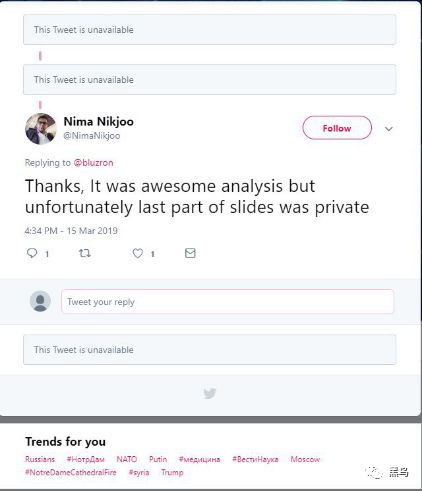 This Tweet is unavailable
This Tweet is unavailable
Nima Nikjoo
@NimaNikjoo
Follow
Replying to @bluzron
Thanks, It was awesome analysis but
unfortunately last part of slides was private
4:34 PM - 15 Mar 2019
1 1
Tweet your reply
This Tweet is unavailable
Trends for you
Russians #НотрДам NATO Putin #медицина #ВестиНаука Moscow
#NotreDameCathedralFire #syria Trump
黑鸟